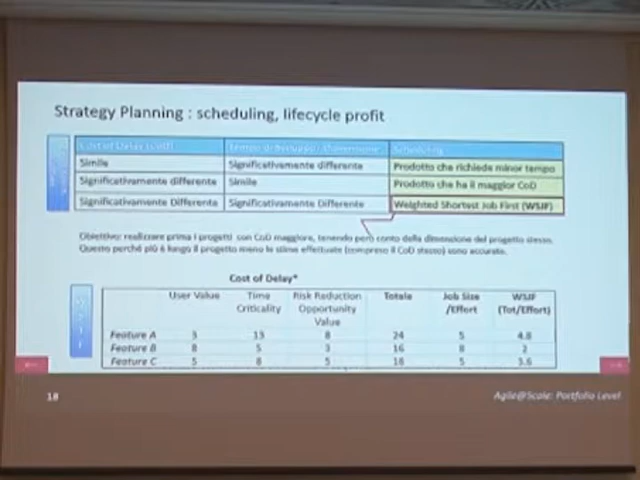 Strategy Planning : scheduling, lifecycle profit
Cost of Delay (CoD) Scheduling
Simile Significativamente differente Prodotto che richiede minor tempo
Significativamente differente Simile Prodotto che ha il maggior CoD
Significativamente Differente Significativamente Differente Weighted Shortest Job First (WSJF)
Obiettivo: realizzare prima i progetti con CoD maggiore, tenendo però conto della dimensione del progetto stesso.
Questo perché più è lungo il progetto meno le stime effettuate (compreso il CoD stesso) sono accurate.
Cost of Delay*
User Value Time Criticality Risk Reduction Opportunity Value Totale Job Size /Effort WSJF (Tot/Effort)
Feature A 3 13 8 24 5 4.8
Feature B 8 5 3 16 8 2
Feature C 5 8 5 18 5 3.6
18
Agile@Scale: Portfolio Level